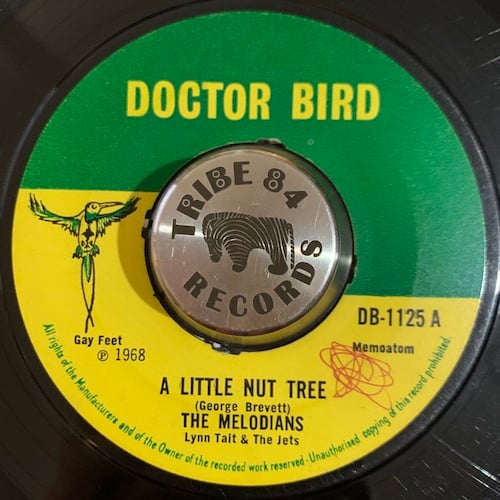 DOCTOR BIRD
TRIBE 84
RECORDS
DB-1125 A
Gay Feet
℗ 1968
Memoatom
A LITTLE NUT TREE
(George Brevett)
THE MELODIANS
Lynn Tait & The Jets
All rights of the Manufacturers and of the Owner of the recorded work reserved · Unauthorised copying of this record prohibited.